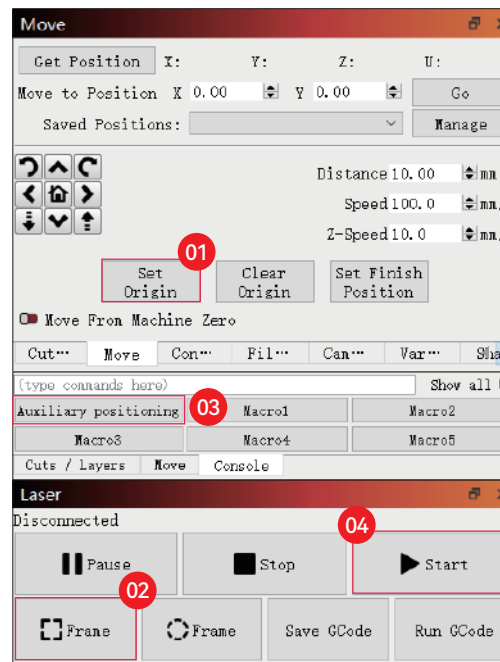 Move
Get Position X: Y: Z: U:
Move to Position X 0.00 Y 0.00 Go
Saved Positions: Manage
Distance 10.00 mm
Speed 100.0 mm
Z-Speed 10.0 mm
01
Set Origin Clear Origin Set Finish Position
Move Fron Machine Zero
Cut··· Move Con··· Fil··· Can··· Var··· Sha
(type connands here) Show all
Auxiliary positioning 03 Macro1 Macro2
Macro3 Macro4 Macro5
Cuts / Layers Move Console
Laser
Disconnected
04
Pause Stop Start
02
Frane Frame Save GCode Run GCode